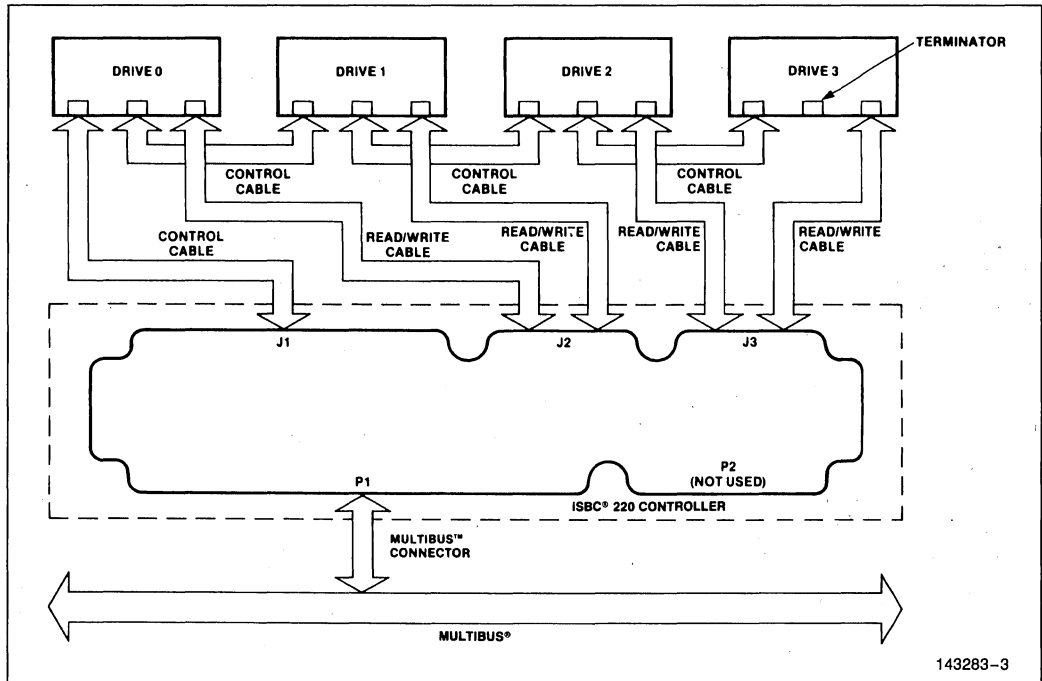 TERMINATOR
DRIVE 0
DRIVE 1
DRIVE 2
DRIVE 3
CONTROL
CABLE
CONTROL
CABLE
CONTROL
CABLE
CONTROL
CABLE
READ/WRITE
CABLE
READ/WRITE
CABLE
READ/WRITE
CABLE
READ/WRITE
CABLE
J1
J2
J3
P1
P2
(NOT USED)
iSBC® 220 CONTROLLER
MULTIBUS™
CONNECTOR
MULTIBUS®
143283–3